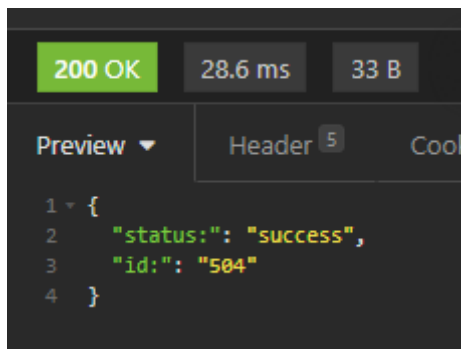 200 OK 28.6 ms 33 B
Preview Header 5
1 {
2 "status:": "success",
3 "id:": "504"
4 }